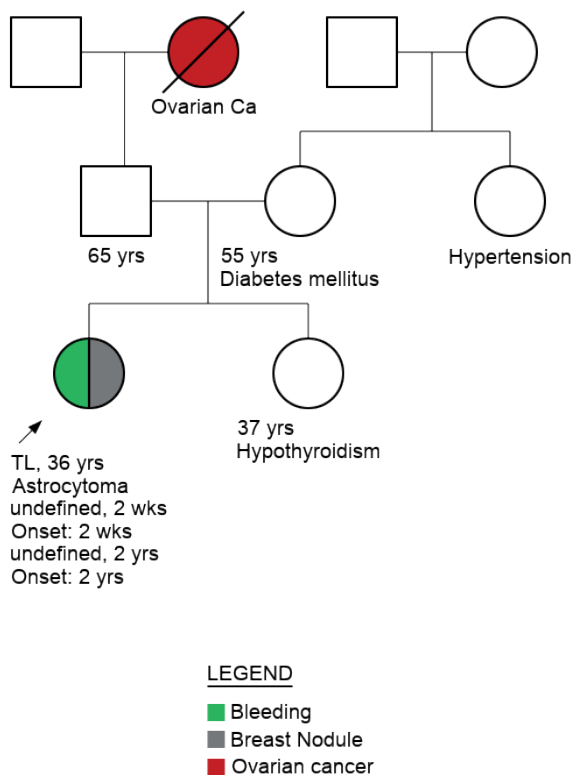 Ovarian Ca
65 yrs
55 yrs
Diabetes mellitus
Hypertension
TL, 36 yrs
Astrocytoma
undefined, 2 wks
Onset: 2 wks
undefined, 2 yrs
Onset: 2 yrs
37 yrs
Hypothyroidism
LEGEND
Bleeding
Breast Nodule
Ovarian cancer